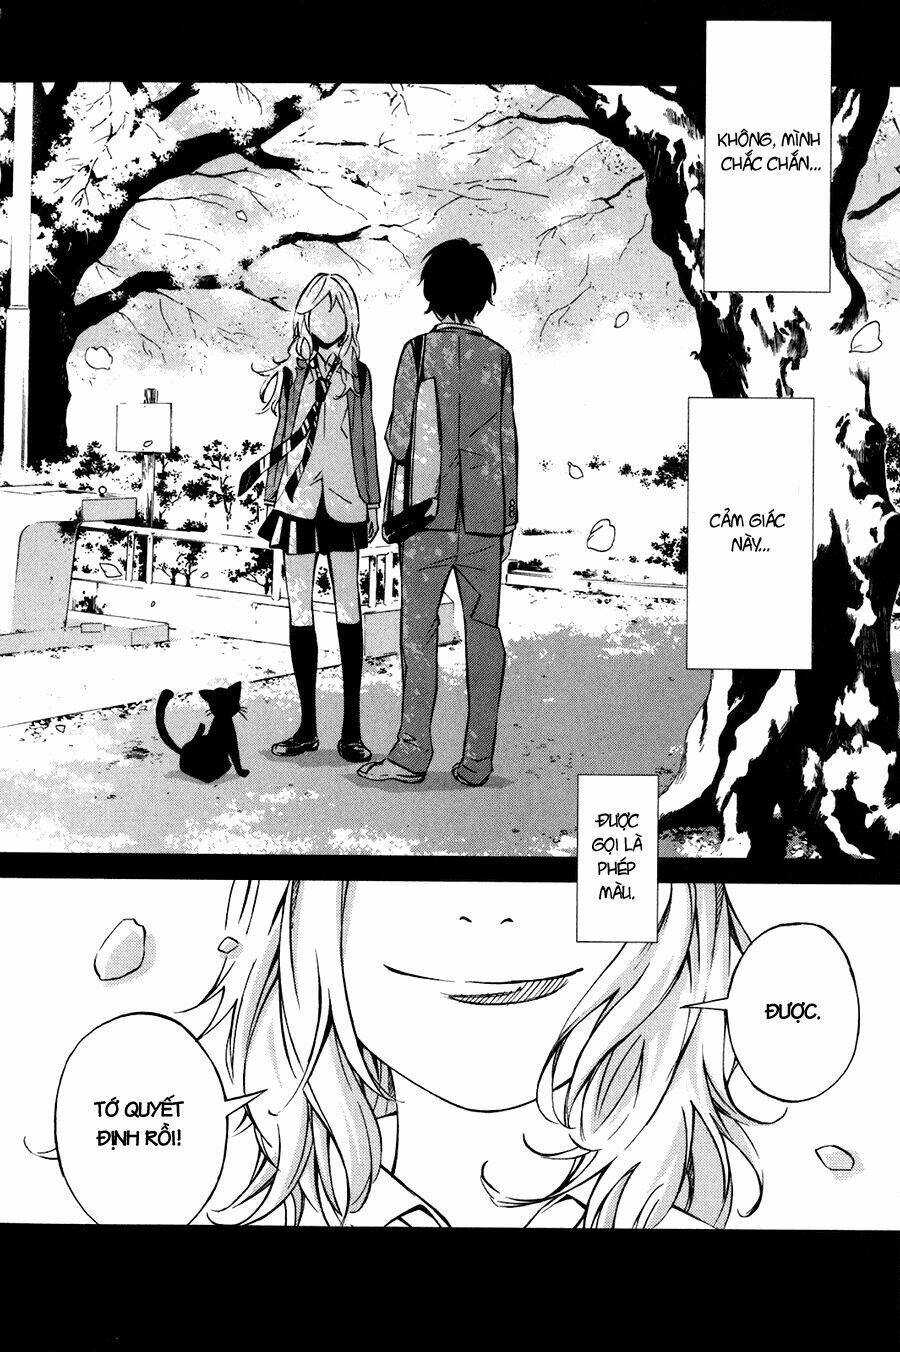 KHÔNG, MÌNH
CHẮC CHẮN...
CẢM GIÁC
NÀY...
ĐƯỢC
GỌI LÀ
PHÉP
MÀU.
ĐƯỢC.
TỚ QUYẾT
ĐỊNH RỒI!